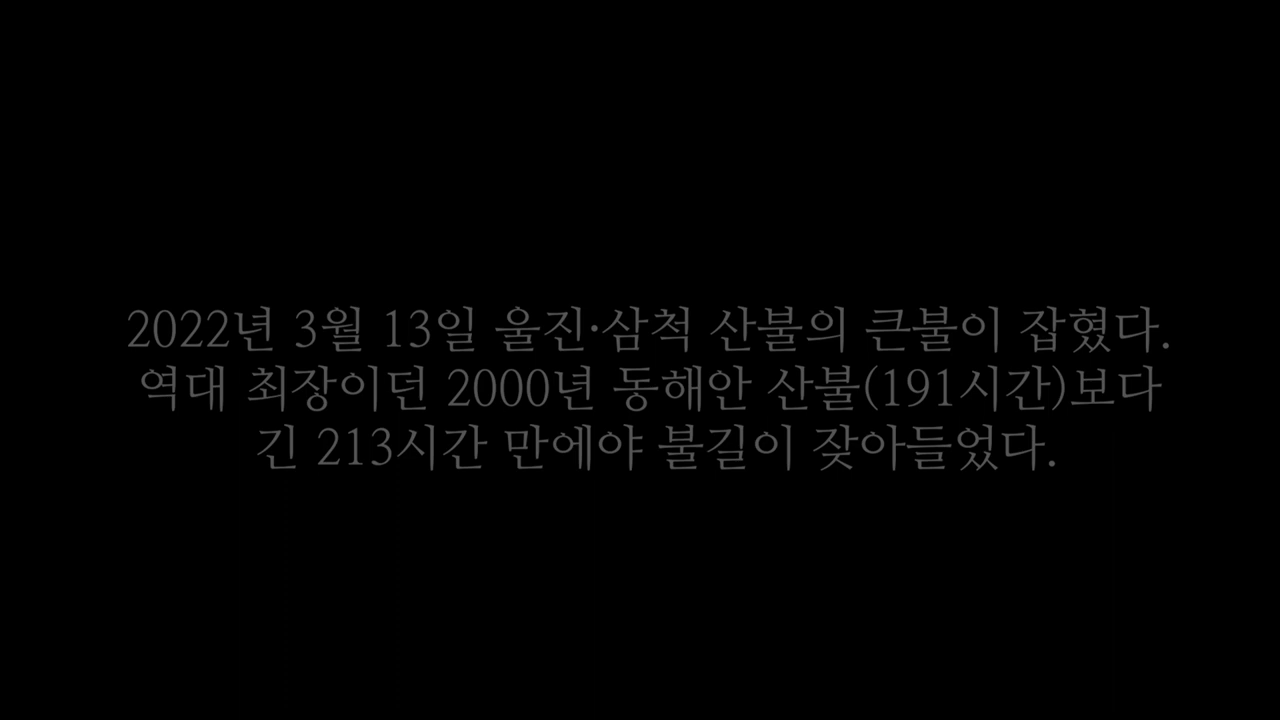 2022년 3월 13일 울진·삼척 산불의 큰불이 잡혔다.
역대 최장이던 2000년 동해안 산불(191시간)보다
긴 213시간 만에야 불길이 잦아들었다.